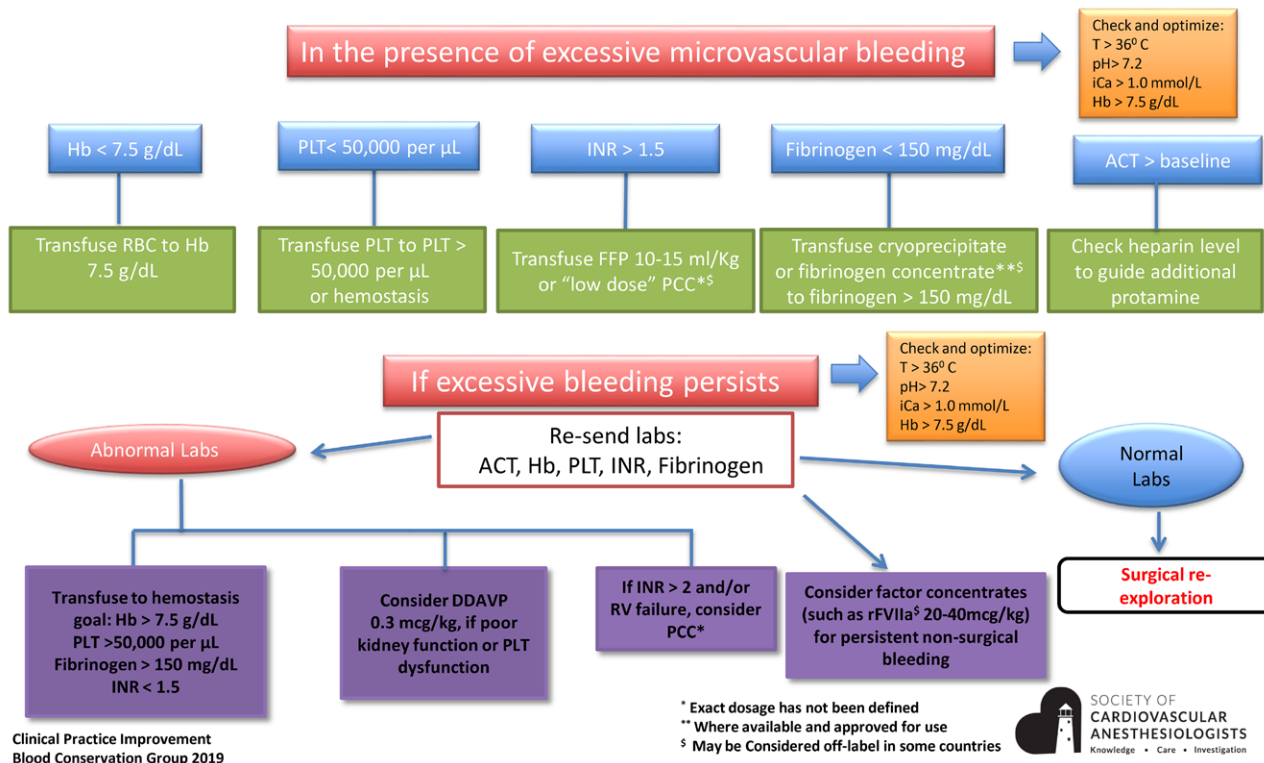 In the presence of excessive microvascular bleeding
Check and optimize:
T > 36⁰ C
pH> 7.2
iCa > 1.0 mmol/L
Hb > 7.5 g/dL
Hb < 7.5 g/dL
PLT< 50,000 per µL
INR > 1.5
Fibrinogen < 150 mg/dL
ACT > baseline
Transfuse RBC to Hb
7.5 g/dL
Transfuse PLT to PLT >
50,000 per µL
or hemostasis
Transfuse FFP 10-15 ml/Kg
or “low dose” PCC*$
Transfuse cryoprecipitate
or fibrinogen concentrate**$
to fibrinogen > 150 mg/dL
Check heparin level
to guide additional
protamine
If excessive bleeding persists
Check and optimize:
T > 36⁰ C
pH> 7.2
iCa > 1.0 mmol/L
Hb > 7.5 g/dL
Abnormal Labs
Re-send labs:
ACT, Hb, PLT, INR, Fibrinogen
Normal
Labs
Transfuse to hemostasis
goal: Hb > 7.5 g/dL
PLT >50,000 per µL
Fibrinogen > 150 mg/dL
INR < 1.5
Consider DDAVP
0.3 mcg/kg, if poor
kidney function or PLT
dysfunction
If INR > 2 and/or
RV failure, consider
PCC*
Consider factor concentrates
(such as rFVIIa$ 20-40mcg/kg)
for persistent non-surgical
bleeding
Surgical re-
exploration
* Exact dosage has not been defined
** Where available and approved for use
$ May be Considered off-label in some countries
SOCIETY OF
CARDIOVASCULAR
ANESTHESIOLOGISTS
Knowledge • Care • Investigation
Clinical Practice Improvement
Blood Conservation Group 2019